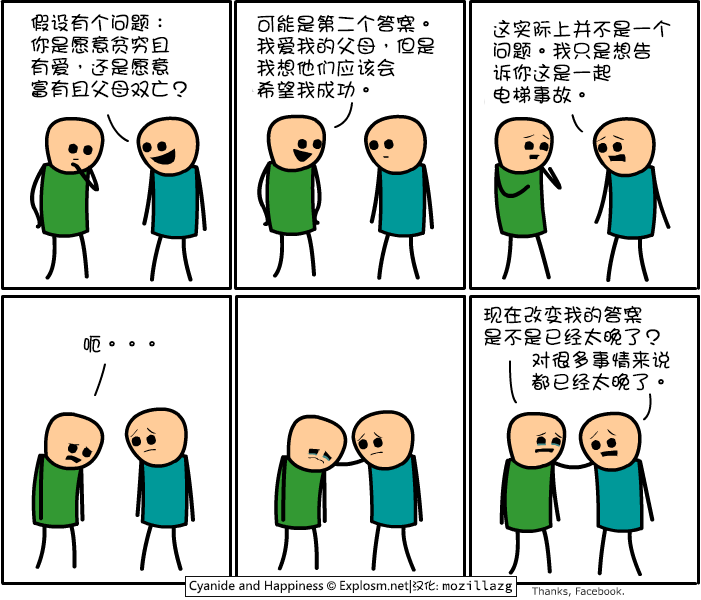 假设有个问题：
你是愿意贫穷且
有爱，还是愿意
富有且父母双亡？
可能是第二个答案。
我爱我的父母，但是
我想他们应该会
希望我成功。
这实际上并不是一个
问题。我只是想告
诉你这是一起
电梯事故。
呃。。。
现在改变我的答案
是不是已经太晚了？
对很多事情来说
都已经太晚了。
Cyanide and Happiness © Explosm.net|汉化: mozillazg
Thanks, Facebook.